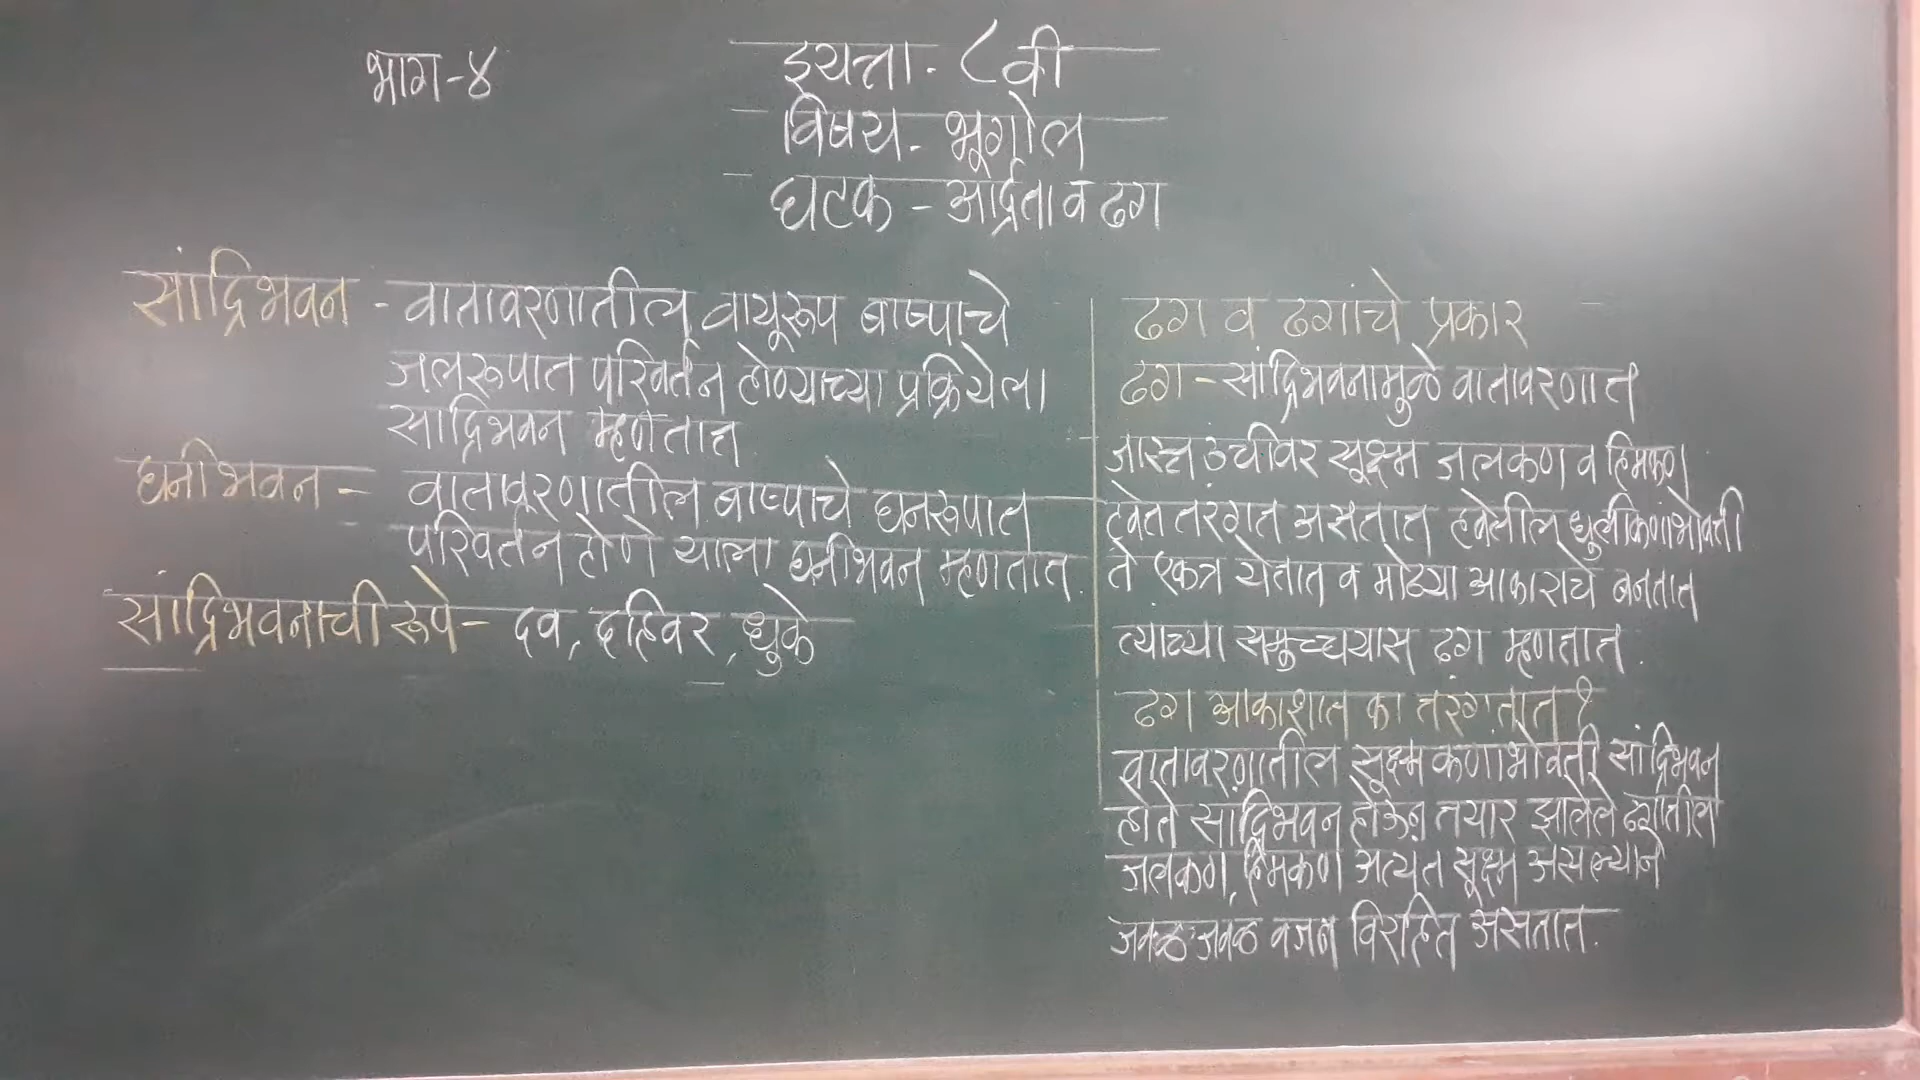 भाग-४
इयत्ता. ८वी
विषय- भूगोल
घटक - आर्द्रता व ढग
सांद्रिभवन - वातावरणातील वायूरूप बाष्पाचे
जलरूपात परिवर्तन होण्याच्या प्रक्रियेला
सांद्रिभवन म्हणतात
घनीभवन - वातावरणातील बाष्पाचे घनरूपात
परिवर्तन होणे याला घनीभवन म्हणतात.
सांद्रिभवनाची रूपे - दव, दहिवर, धुके
ढग व ढगांचे प्रकार
ढग - सांद्रिभवनामुळे वातावरणात
जास्त उंचीवर सूक्ष्म जलकण व हिमकण
हवेत तरंगत असतात हवेतील धुलीकणांभोवती
ते एकत्र येतात व मोठ्या आकाराचे बनतात
त्यांच्या समुच्चयास ढग म्हणतात.
ढग आकाशात का तरंगतात?
वातावरणातील सूक्ष्म कणांभोवती सांद्रिभवन
होते सांद्रिभवन होऊन तयार झालेले ढगातील
जलकण, हिमकण अत्यंत सूक्ष्म असल्याने
जवळ-जवळ वजन विरहित असतात.